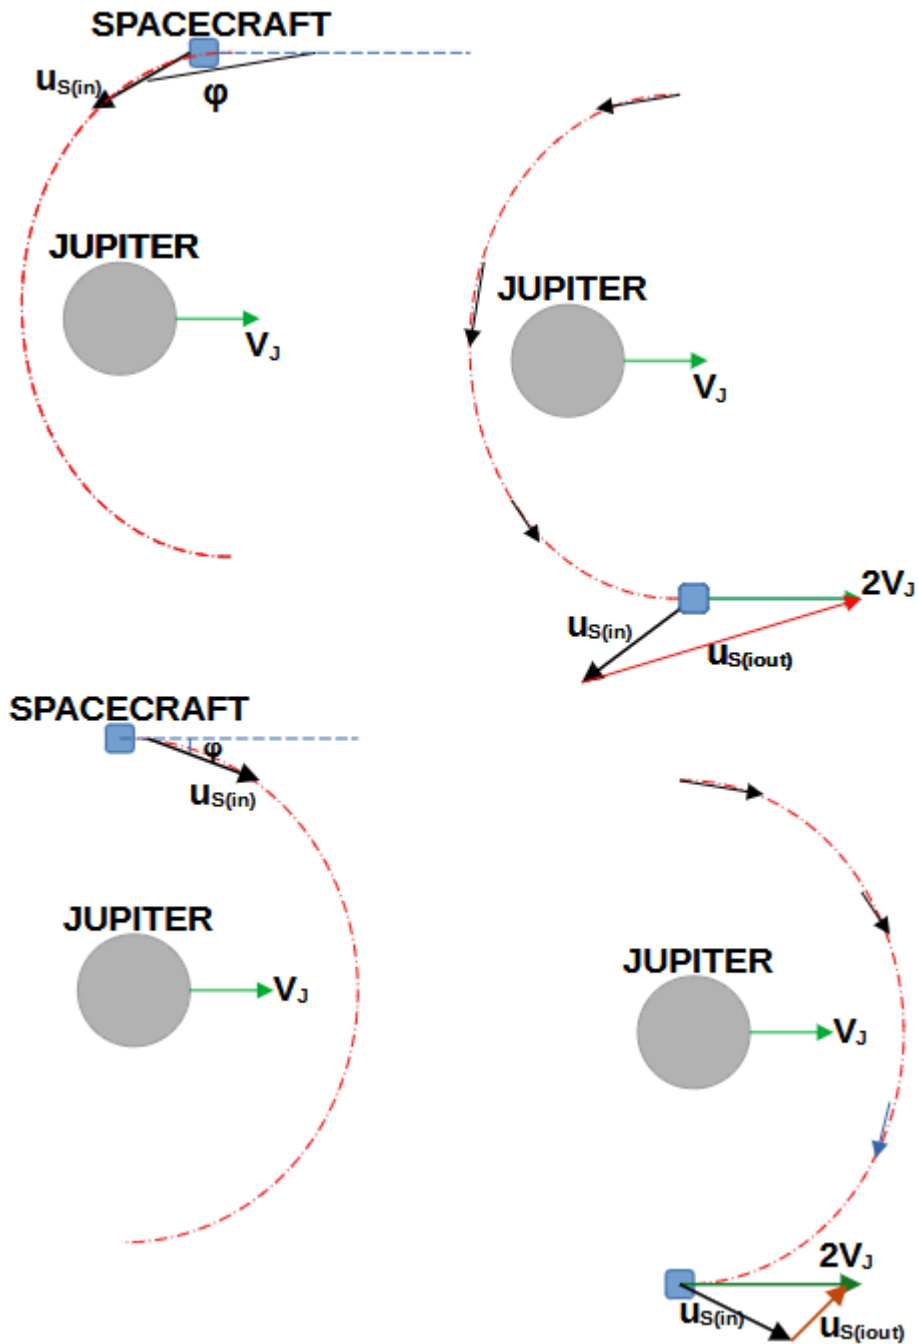 SPACECRAFT
uS(in)
φ
JUPITER
VJ
JUPITER
VJ
2VJ
uS(in)
uS(iout)
SPACECRAFT
φ
uS(in)
JUPITER
VJ
JUPITER
VJ
2VJ
uS(in)
uS(iout)